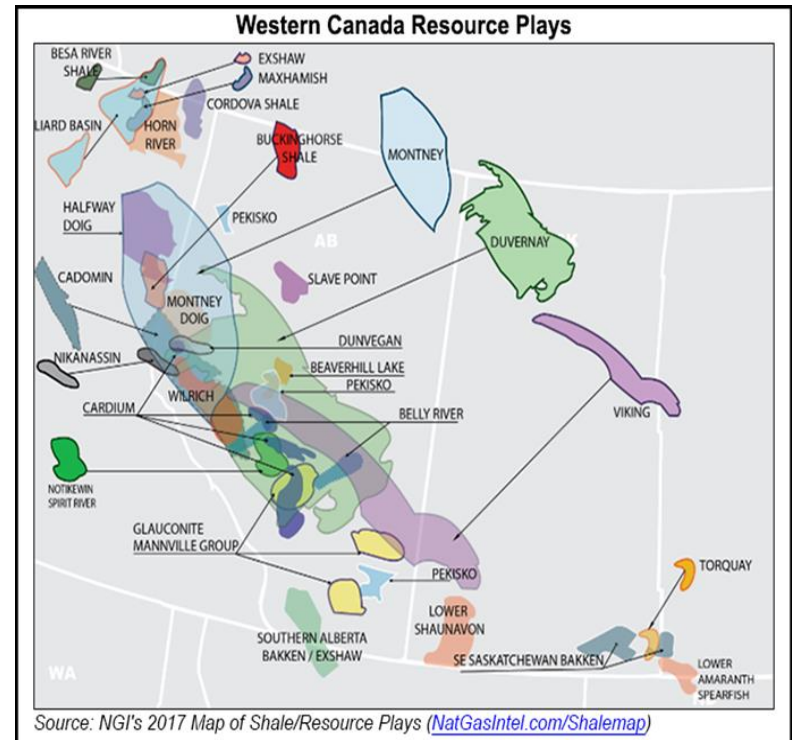 Western Canada Resource Plays
BESA RIVER
SHALE
EXSHAW
MAXHAMISH
CORDOVA SHALE
LIARD BASIN
HORN
RIVER
BUCKINGHORSE
SHALE
MONTNEY
HALFWAY
DOIG
PEKISKO
AB
DUVERNAY
CADOMIN
SLAVE POINT
MONTNEY
DOIG
DUNVEGAN
NIKANASSIN
BEAVERHILL LAKE
PEKISKO
WILRICH
CARDIUM
BELLY RIVER
VIKING
NOTIKEWIN
SPIRIT RIVER
GLAUCONITE
MANNVILLE GROUP
PEKISKO
TORQUAY
LOWER
SHAUNAVON
SOUTHERN ALBERTA
BAKKEN / EXSHAW
SE SASKATCHEWAN BAKKEN
LOWER
AMARANTH
SPEARFISH
WA
Source: NGI's 2017 Map of Shale/Resource Plays (NatGasIntel.com/Shalemap)